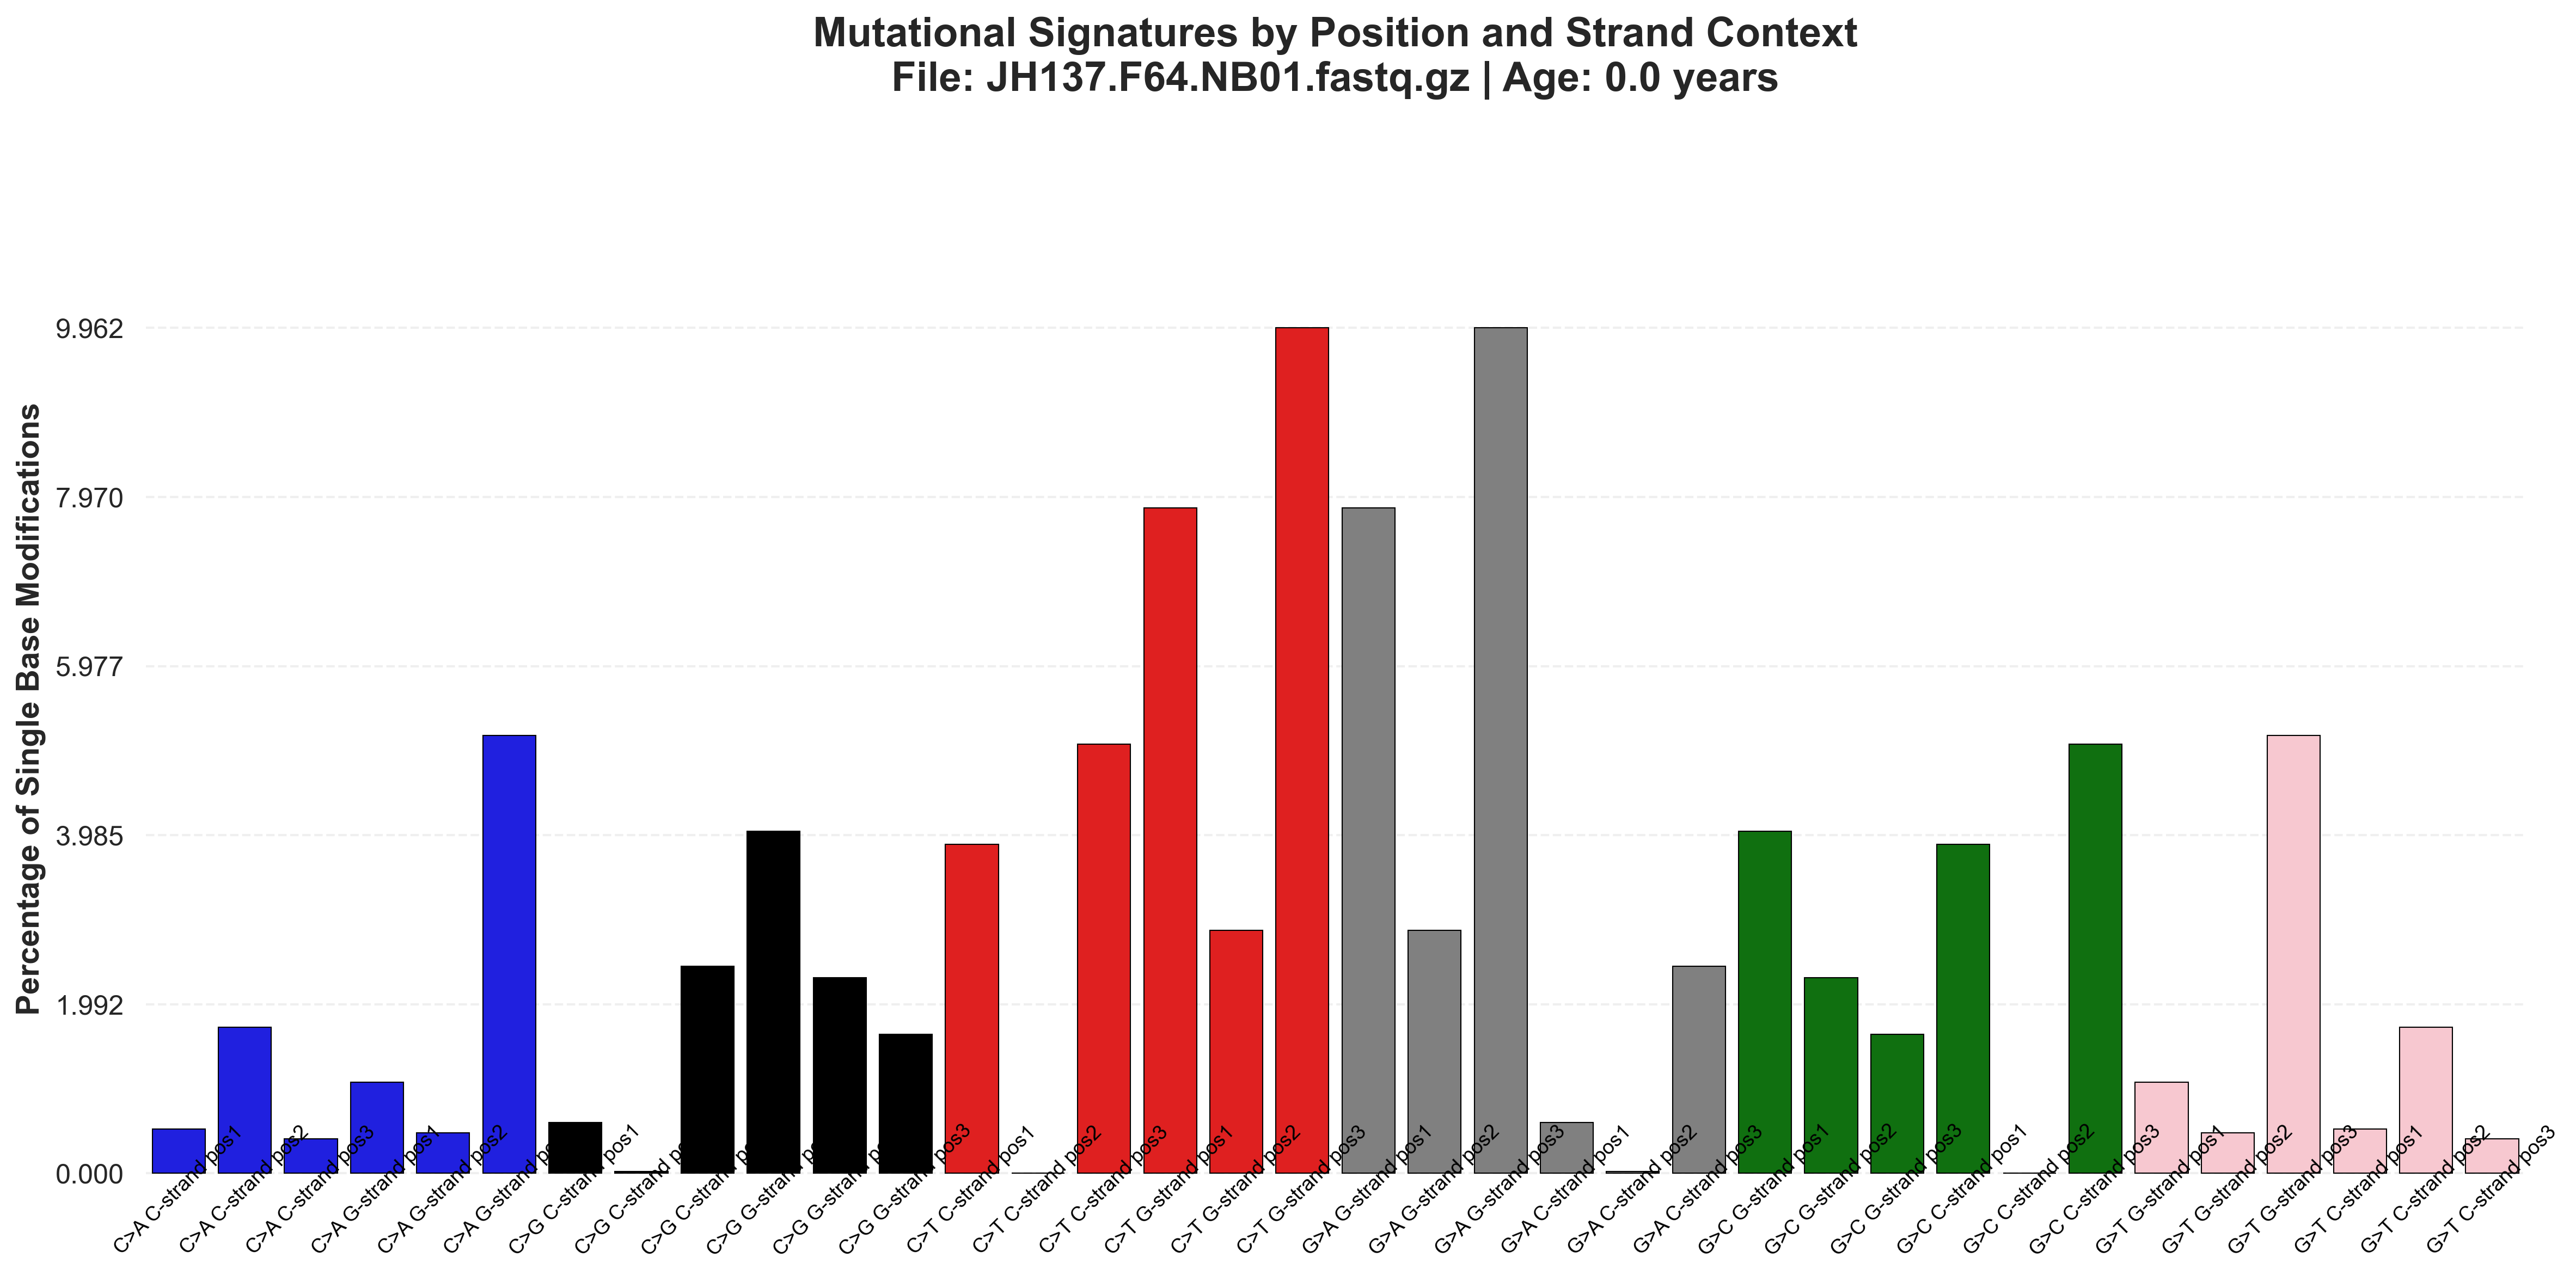 Mutational Signatures by Position and Strand Context
File: JH137.F64.NB01.fastq.gz | Age: 0.0 years
Percentage of Single Base Modifications
9.962
7.970
5.977
3.985
1.992
0.000
C>A C-strand pos1
C>A C-strand pos2
C>A C-strand pos3
C>A G-strand pos1
C>A G-strand pos2
C>A G-strand
C>G C-strand pos1
C>G C-strand
C>G C-strand
C>G G-strand
C>G G-strand
C>G G-strand pos3
C>T C-strand pos1
C>T C-strand pos2
C>T C-strand pos3
C>T G-strand pos1
C>T G-strand pos2
C>T G-strand pos3
G>A G-strand pos1
G>A G-strand pos2
G>A G-strand pos3
G>A C-strand pos1
G>A C-strand pos2
G>A C-strand pos3
G>C G-strand pos1
G>C G-strand pos2
G>C G-strand pos3
G>C C-strand pos1
G>C C-strand pos2
G>C C-strand pos3
G>T G-strand pos1
G>T G-strand pos2
G>T G-strand pos3
G>T C-strand pos1
G>T C-strand pos2
G>T C-strand pos3